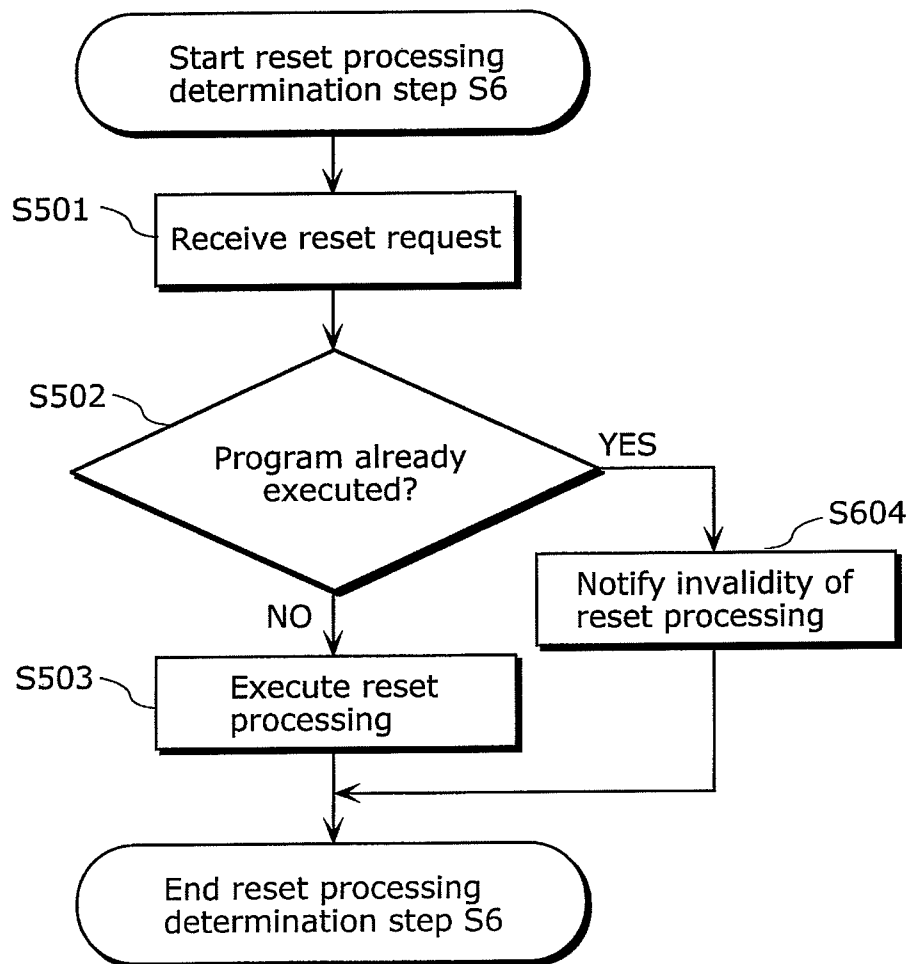 Start reset processing
determination step S6
S501
Receive reset request
S502
Program already
executed?
YES
S604
Notify invalidity of
reset processing
NO
S503
Execute reset
processing
End reset processing
determination step S6